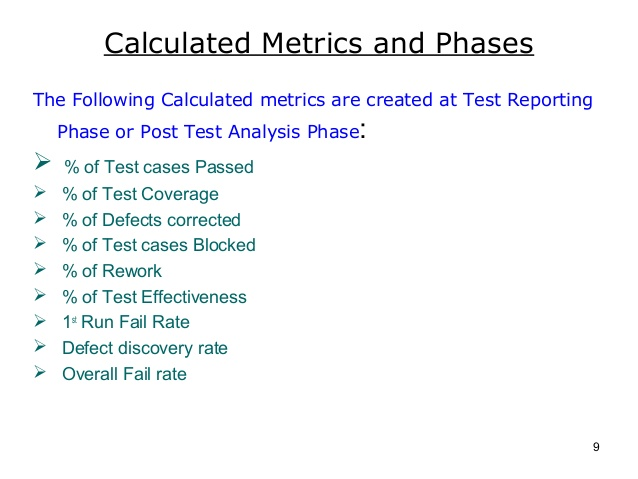 Calculated Metrics and Phases
The Following Calculated metrics are created at Test Reporting
Phase or Post Test Analysis Phase:
➢ % of Test cases Passed
➢ % of Test Coverage
➢ % of Defects corrected
➢ % of Test cases Blocked
➢ % of Rework
➢ % of Test Effectiveness
➢ 1st Run Fail Rate
➢ Defect discovery rate
➢ Overall Fail rate
9